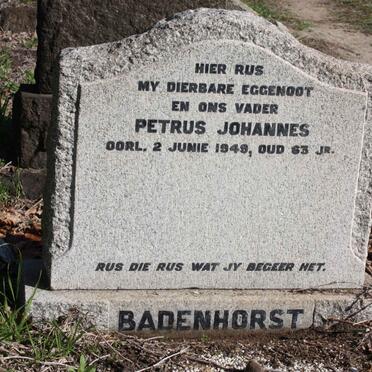 HIER RUS
MY DIERBARE EGGENOOT
EN ONS VADER
PETRUS JOHANNES
OORL. 2 JUNIE 1949, OUD 63 JR.
RUS DIE RUS WAT JY BEGEER HET.
BADENHORST